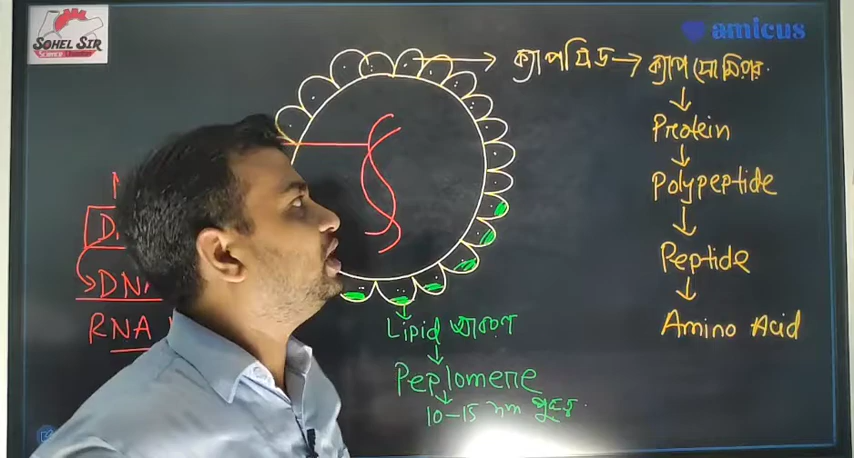 SOHEL SIR
amicus
ক্যাপসিড → ক্যাপসোমিয়ার
Protein
Polypeptide
Peptide
Amino Acid
DNA
RNA
Lipid আবরণ
Peplomere
10-15 nm পুরু